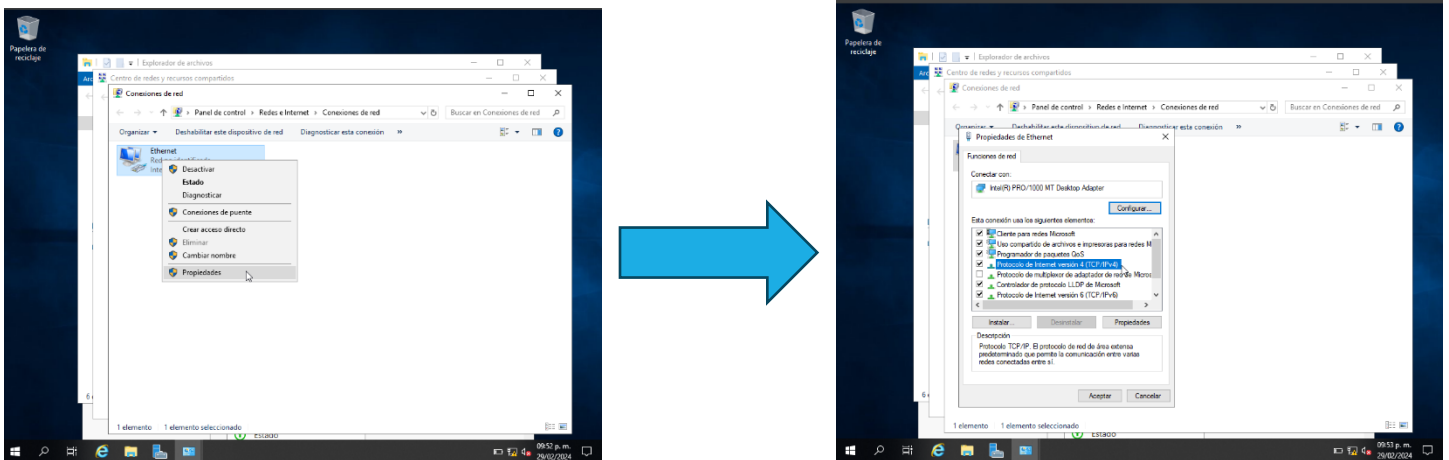 Papelera de
reciclaje
Explorador de archivos
Centro de redes y recursos compartidos
Conexiones de red
Panel de control > Redes e Internet > Conexiones de red
Buscar en Conexiones de red
Organizar
Deshabilitar este dispositivo de red
Diagnosticar esta conexión
»
Ethernet
Desactivar
Estado
Diagnosticar
Conexiones de puente
Crear acceso directo
Eliminar
Cambiar nombre
Propiedades
1 elemento
1 elemento seleccionado
Estado
09:52 p. m.
29/02/2024
Papelera de
reciclaje
Explorador de archivos
Centro de redes y recursos compartidos
Conexiones de red
Panel de control > Redes e Internet > Conexiones de red
Buscar en Conexiones de red
Organizar
Deshabilitar este dispositivo de red
Diagnosticar esta conexión
»
Propiedades de Ethernet
Funciones de red
Conectar con:
Intel(R) PRO/1000 MT Desktop Adapter
Configurar...
Esta conexión usa los siguientes elementos:
Cliente para redes Microsoft
Uso compartido de archivos e impresoras para redes M
Programador de paquetes QoS
Protocolo de Internet versión 4 (TCP/IPv4)
Protocolo de multiplexor de adaptador de red de Micros
Controlador de protocolo LLDP de Microsoft
Protocolo de Internet versión 6 (TCP/IPv6)
Instalar...
Desinstalar
Propiedades
Descripción
Protocolo TCP/IP. El protocolo de red de área extensa
predeterminado que permite la comunicación entre varias
redes conectadas entre sí.
Aceptar
Cancelar
1 elemento
1 elemento seleccionado
Estado
09:53 p. m.
29/02/2024